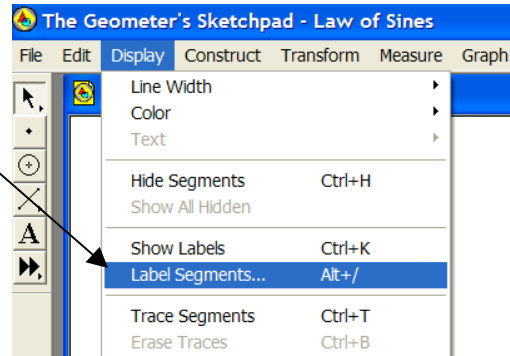 The Geometer's Sketchpad - Law of Sines
File Edit Display Construct Transform Measure Graph
Line Width
Color
Text
Hide Segments Ctrl+H
Show All Hidden
Show Labels Ctrl+K
Label Segments... Alt+/
Trace Segments Ctrl+T
Erase Traces Ctrl+B
A